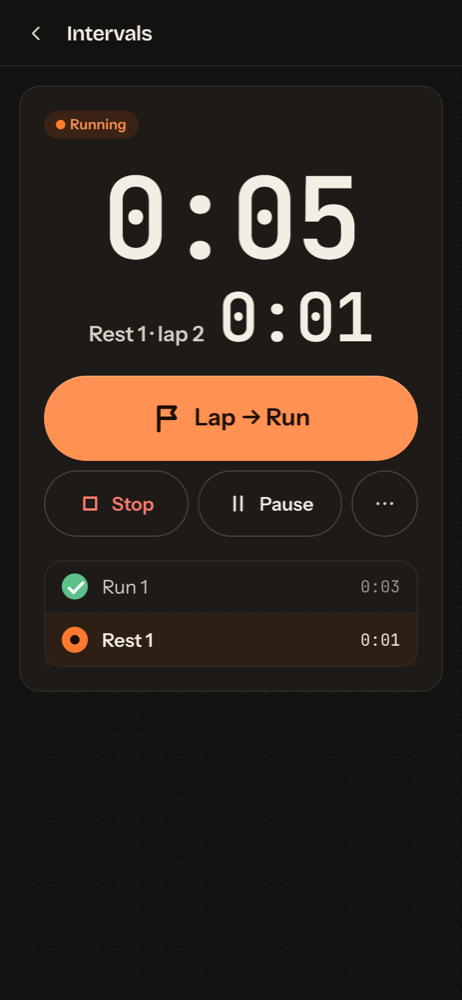 Intervals
Running
0:05
Rest 1 · lap 2 0:01
Lap → Run
Stop
Pause
···
Run 1 0:03
Rest 1 0:01